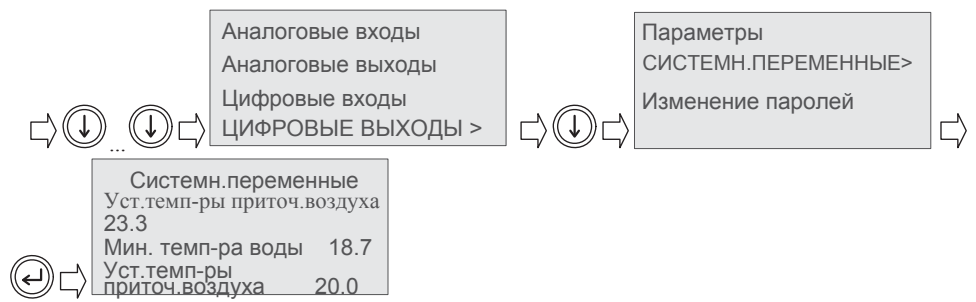 Аналоговые входы
Аналоговые выходы
Цифровые входы
ЦИФРОВЫЕ ВЫХОДЫ >
...
Параметры
СИСТЕМН.ПЕРЕМЕННЫЕ>
Изменение паролей
Системн.переменные
Уст.темп-ры приточ.воздуха
23.3
Мин. темп-ра воды 18.7
Уст.темп-ры
приточ.воздуха 20.0